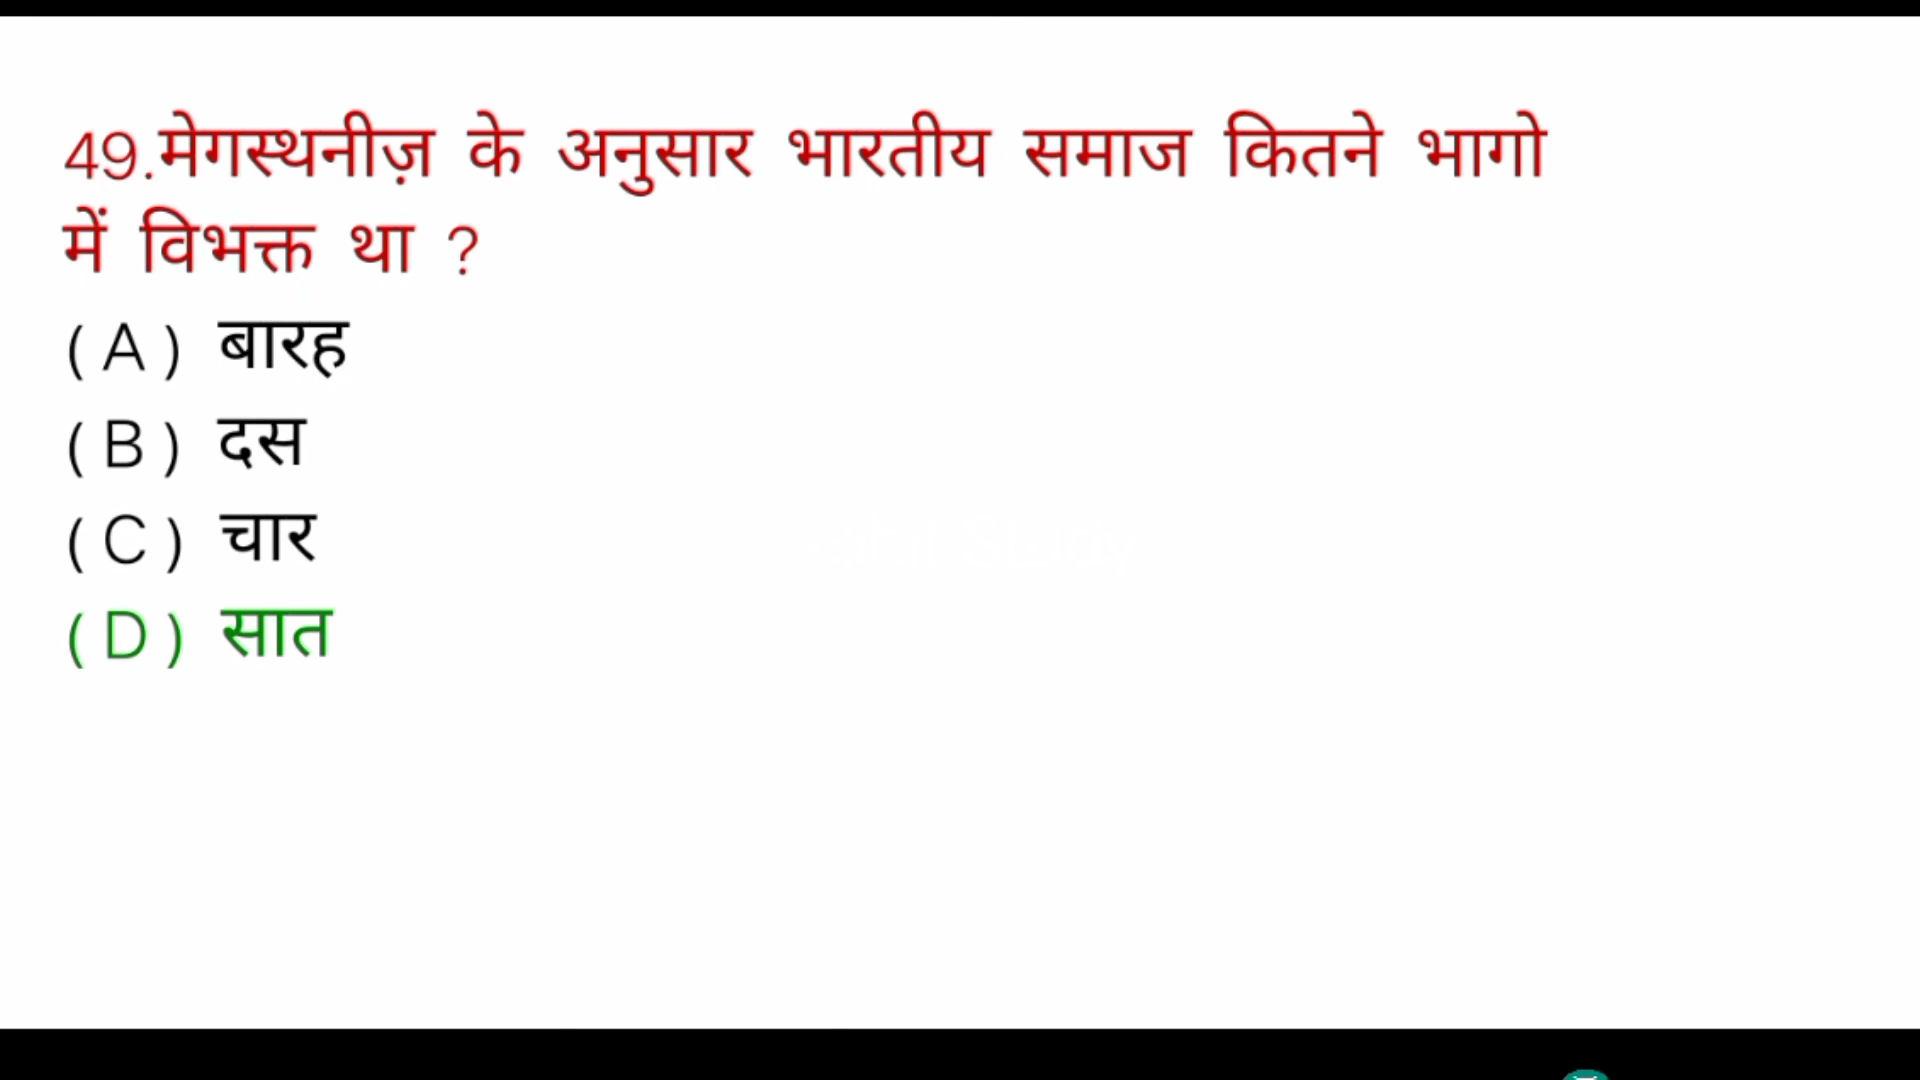 49.मेगस्थनीज़ के अनुसार भारतीय समाज कितने भागो
में विभक्त था ?
( A ) बारह
( B ) दस
( C ) चार
( D ) सात